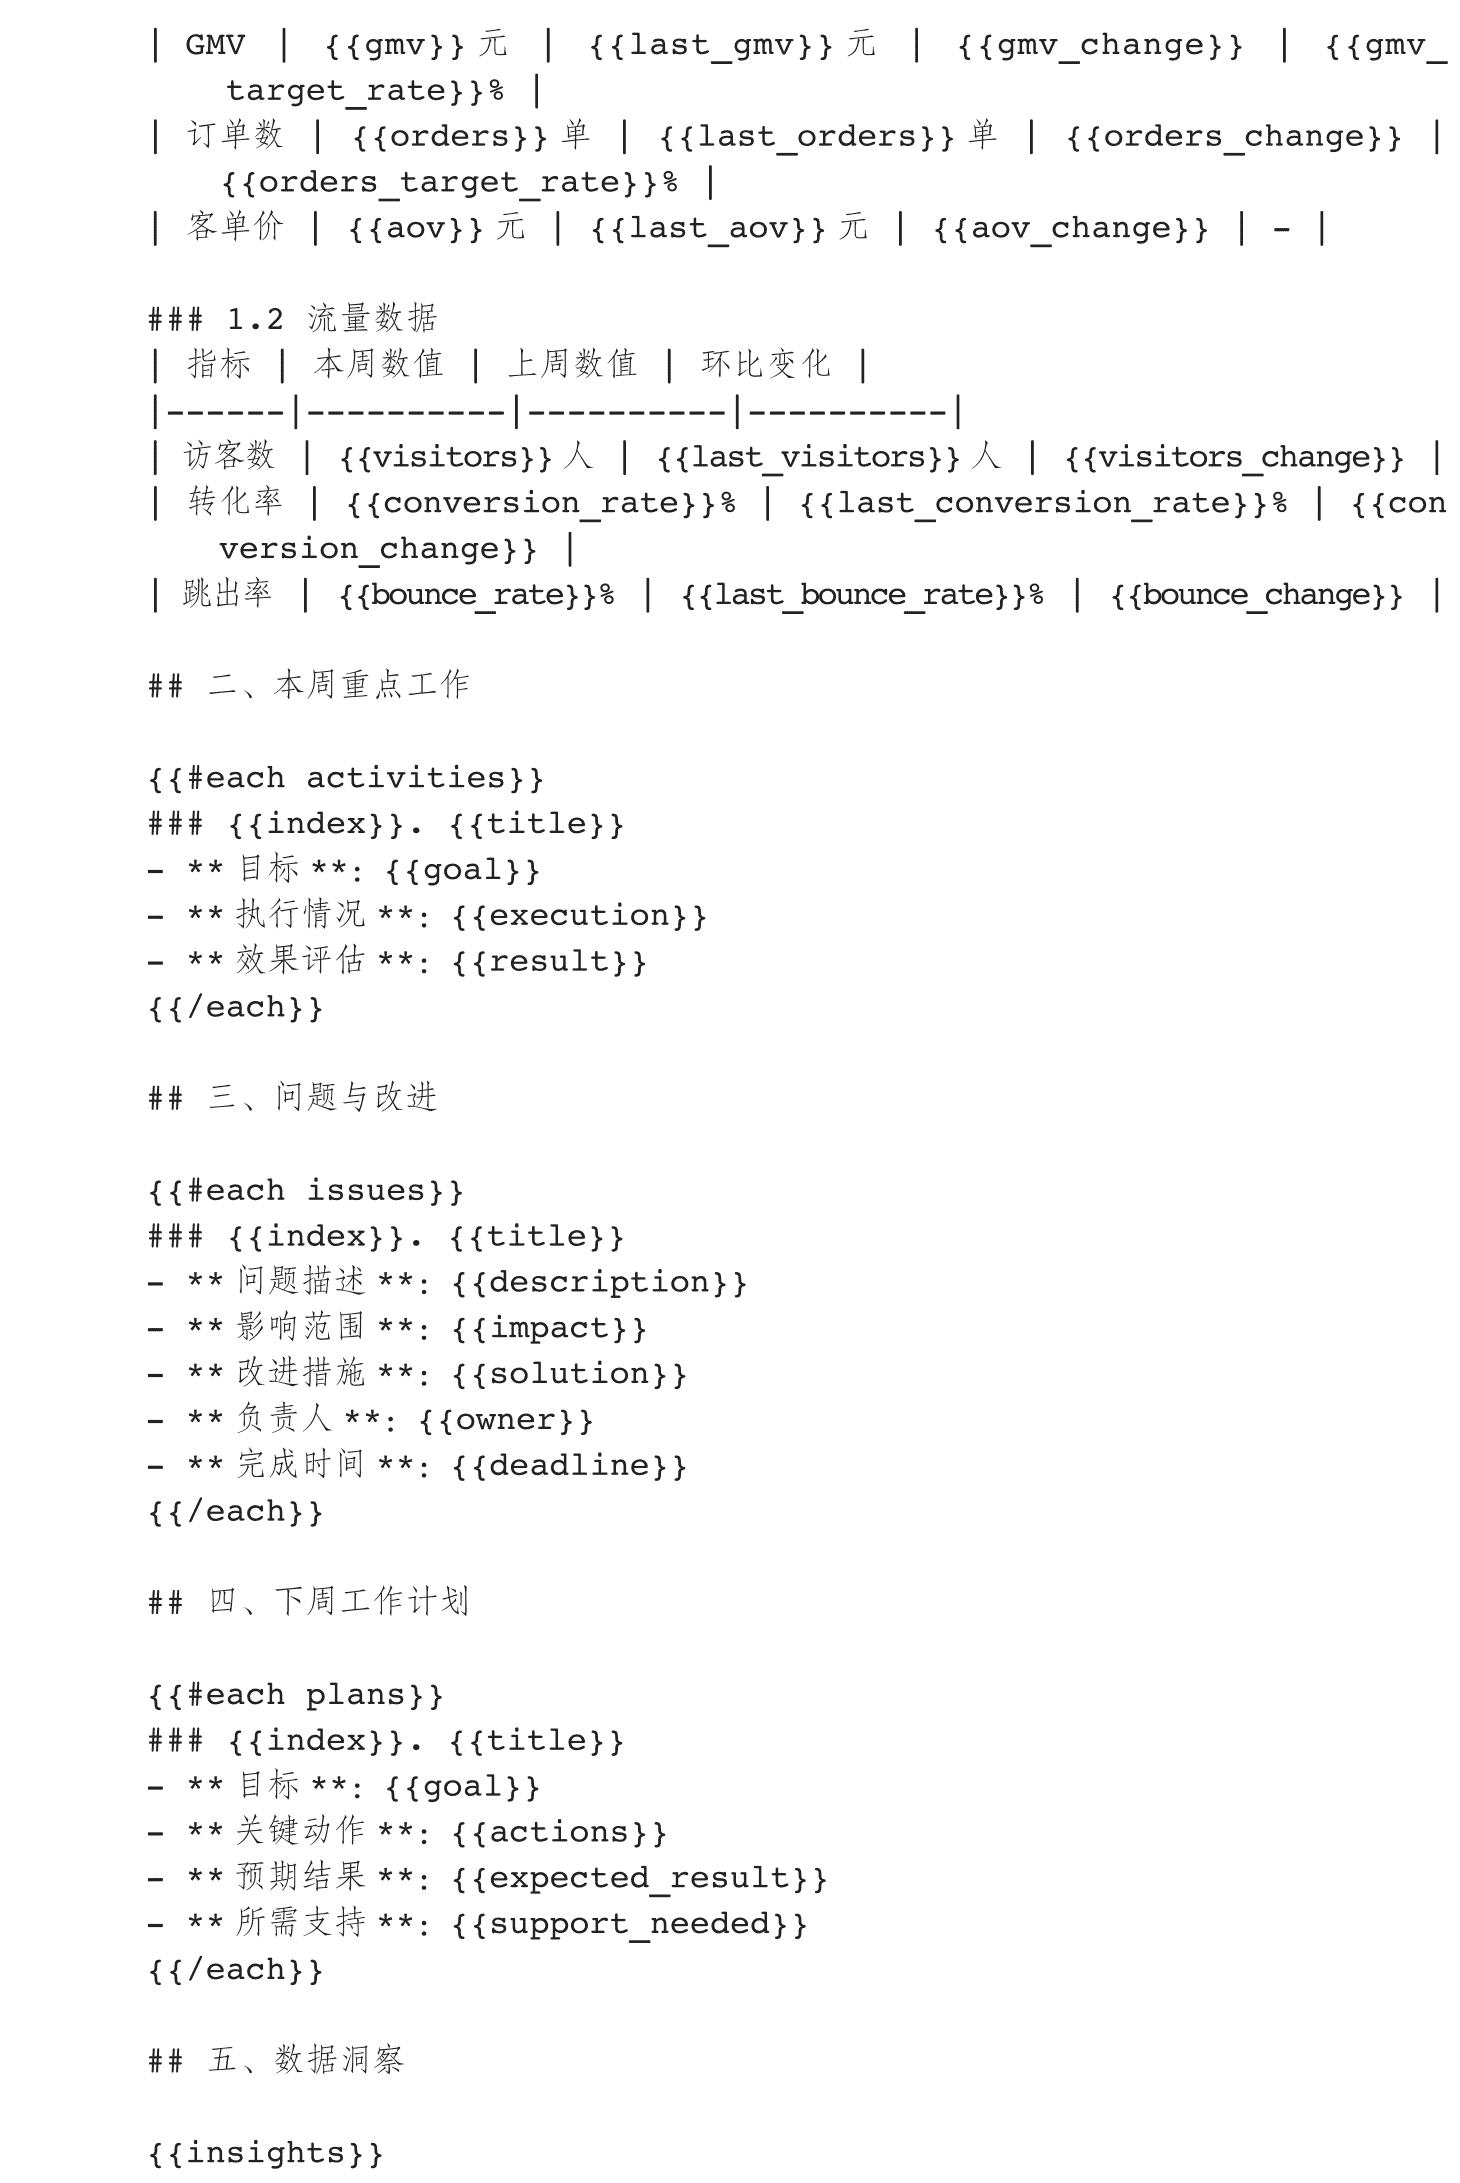 | GMV | {{gmv}} 元 | {{last_gmv}} 元 | {{gmv_change}} | {{gmv_
target_rate}}% |
| 订单数 | {{orders}} 单 | {{last_orders}} 单 | {{orders_change}} |
{{orders_target_rate}}% |
| 客单价 | {{aov}} 元 | {{last_aov}} 元 | {{aov_change}} | - |
### 1.2 流量数据
| 指标 | 本周数值 | 上周数值 | 环比变化 |
|------|----------|----------|----------|
| 访客数 | {{visitors}} 人 | {{last_visitors}} 人 | {{visitors_change}} |
| 转化率 | {{conversion_rate}}% | {{last_conversion_rate}}% | {{con
version_change}} |
| 跳出率 | {{bounce_rate}}% | {{last_bounce_rate}}% | {{bounce_change}} |
## 二、本周重点工作
{{#each activities}}
### {{index}}. {{title}}
- ** 目标 **: {{goal}}
- ** 执行情况 **: {{execution}}
- ** 效果评估 **: {{result}}
{{/each}}
## 三、问题与改进
{{#each issues}}
### {{index}}. {{title}}
- ** 问题描述 **: {{description}}
- ** 影响范围 **: {{impact}}
- ** 改进措施 **: {{solution}}
- ** 负责人 **: {{owner}}
- ** 完成时间 **: {{deadline}}
{{/each}}
## 四、下周工作计划
{{#each plans}}
### {{index}}. {{title}}
- ** 目标 **: {{goal}}
- ** 关键动作 **: {{actions}}
- ** 预期结果 **: {{expected_result}}
- ** 所需支持 **: {{support_needed}}
{{/each}}
## 五、数据洞察
{{insights}}